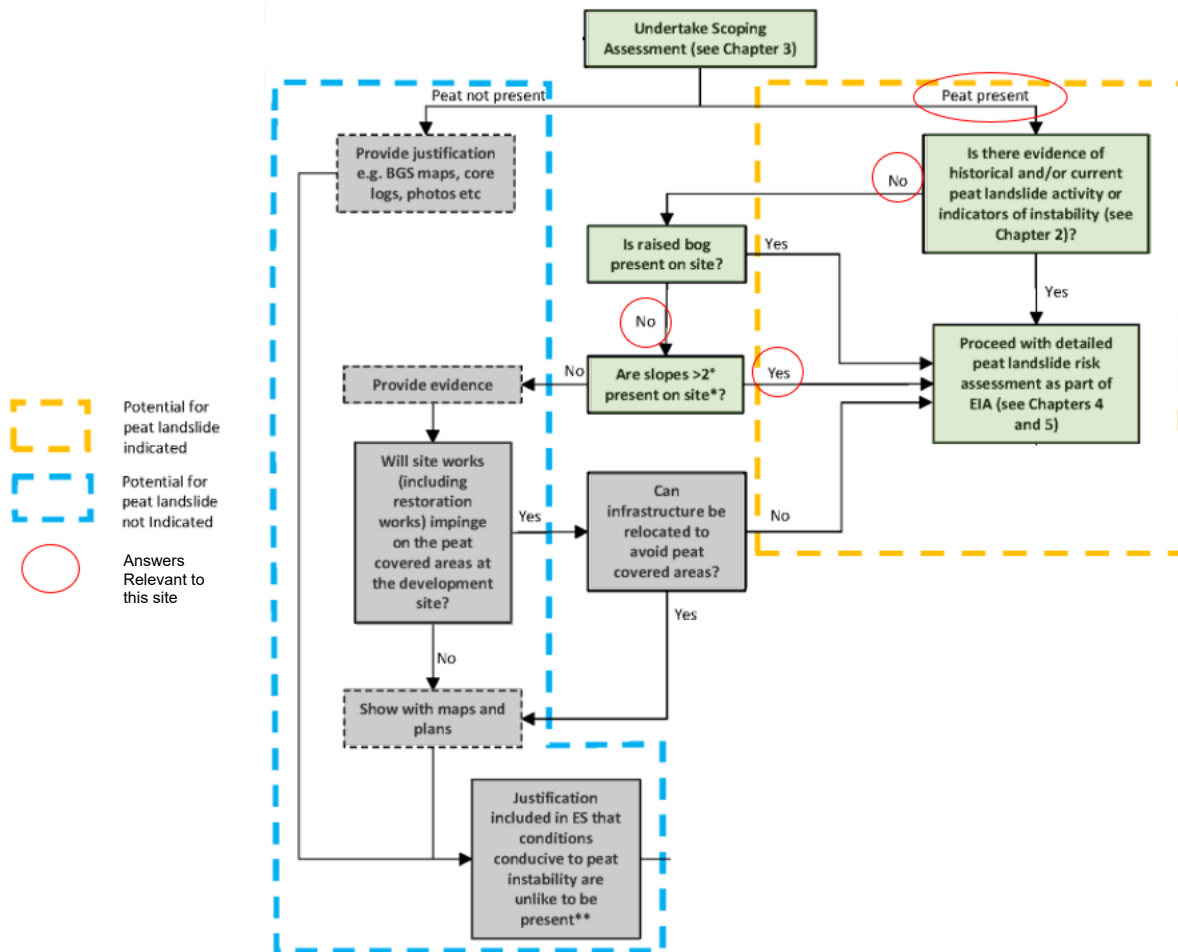 Undertake Scoping
Assessment (see Chapter 3)
Peat not present
Peat present
Provide justification
e.g. BGS maps, core
logs, photos etc
Is there evidence of
historical and/or current
peat landslide activity or
indicators of instability (see
Chapter 2)?
No
Is raised bog
present on site?
Yes
Yes
No
Proceed with detailed
peat landslide risk
assessment as part of
EIA (see Chapters 4
and 5)
Are slopes >2°
present on site*?
No
Yes
Provide evidence
Potential for
peat landslide
indicated
Potential for
peat landslide
not Indicated
Answers
Relevant to
this site
Will site works
(including
restoration
works) impinge
on the peat
covered areas at
the development
site?
Yes
Can
infrastructure be
relocated to
avoid peat
covered areas?
No
Yes
No
Show with maps and
plans
Justification
included in ES that
conditions
conducive to peat
instability are
unlike to be
present**